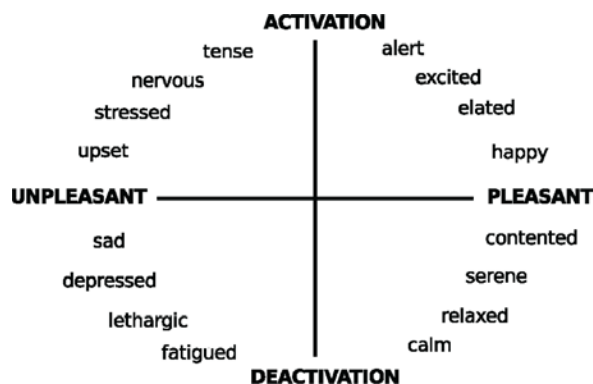 ACTIVATION
tense
alert
nervous
excited
stressed
elated
upset
happy
UNPLEASANT
PLEASANT
sad
contented
depressed
serene
lethargic
relaxed
fatigued
calm
DEACTIVATION